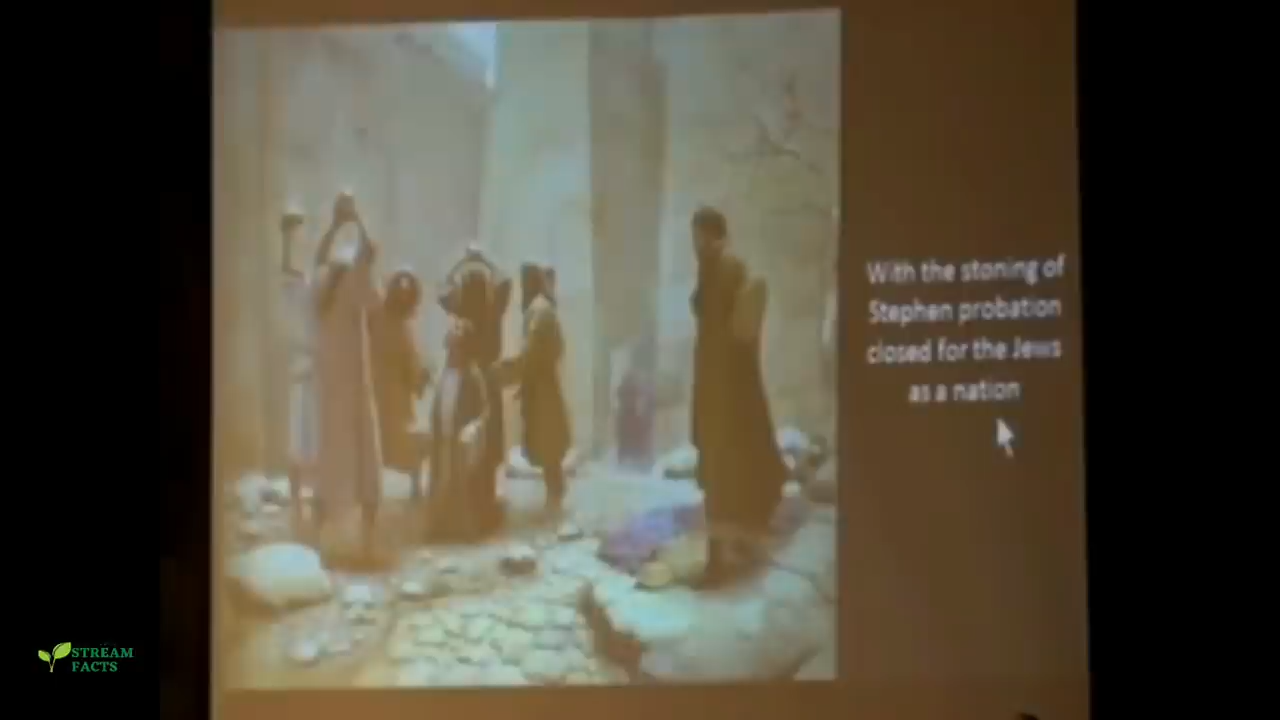 With the stoning of
Stephen probation
closed for the Jews
as a nation
STREAM
FACTS